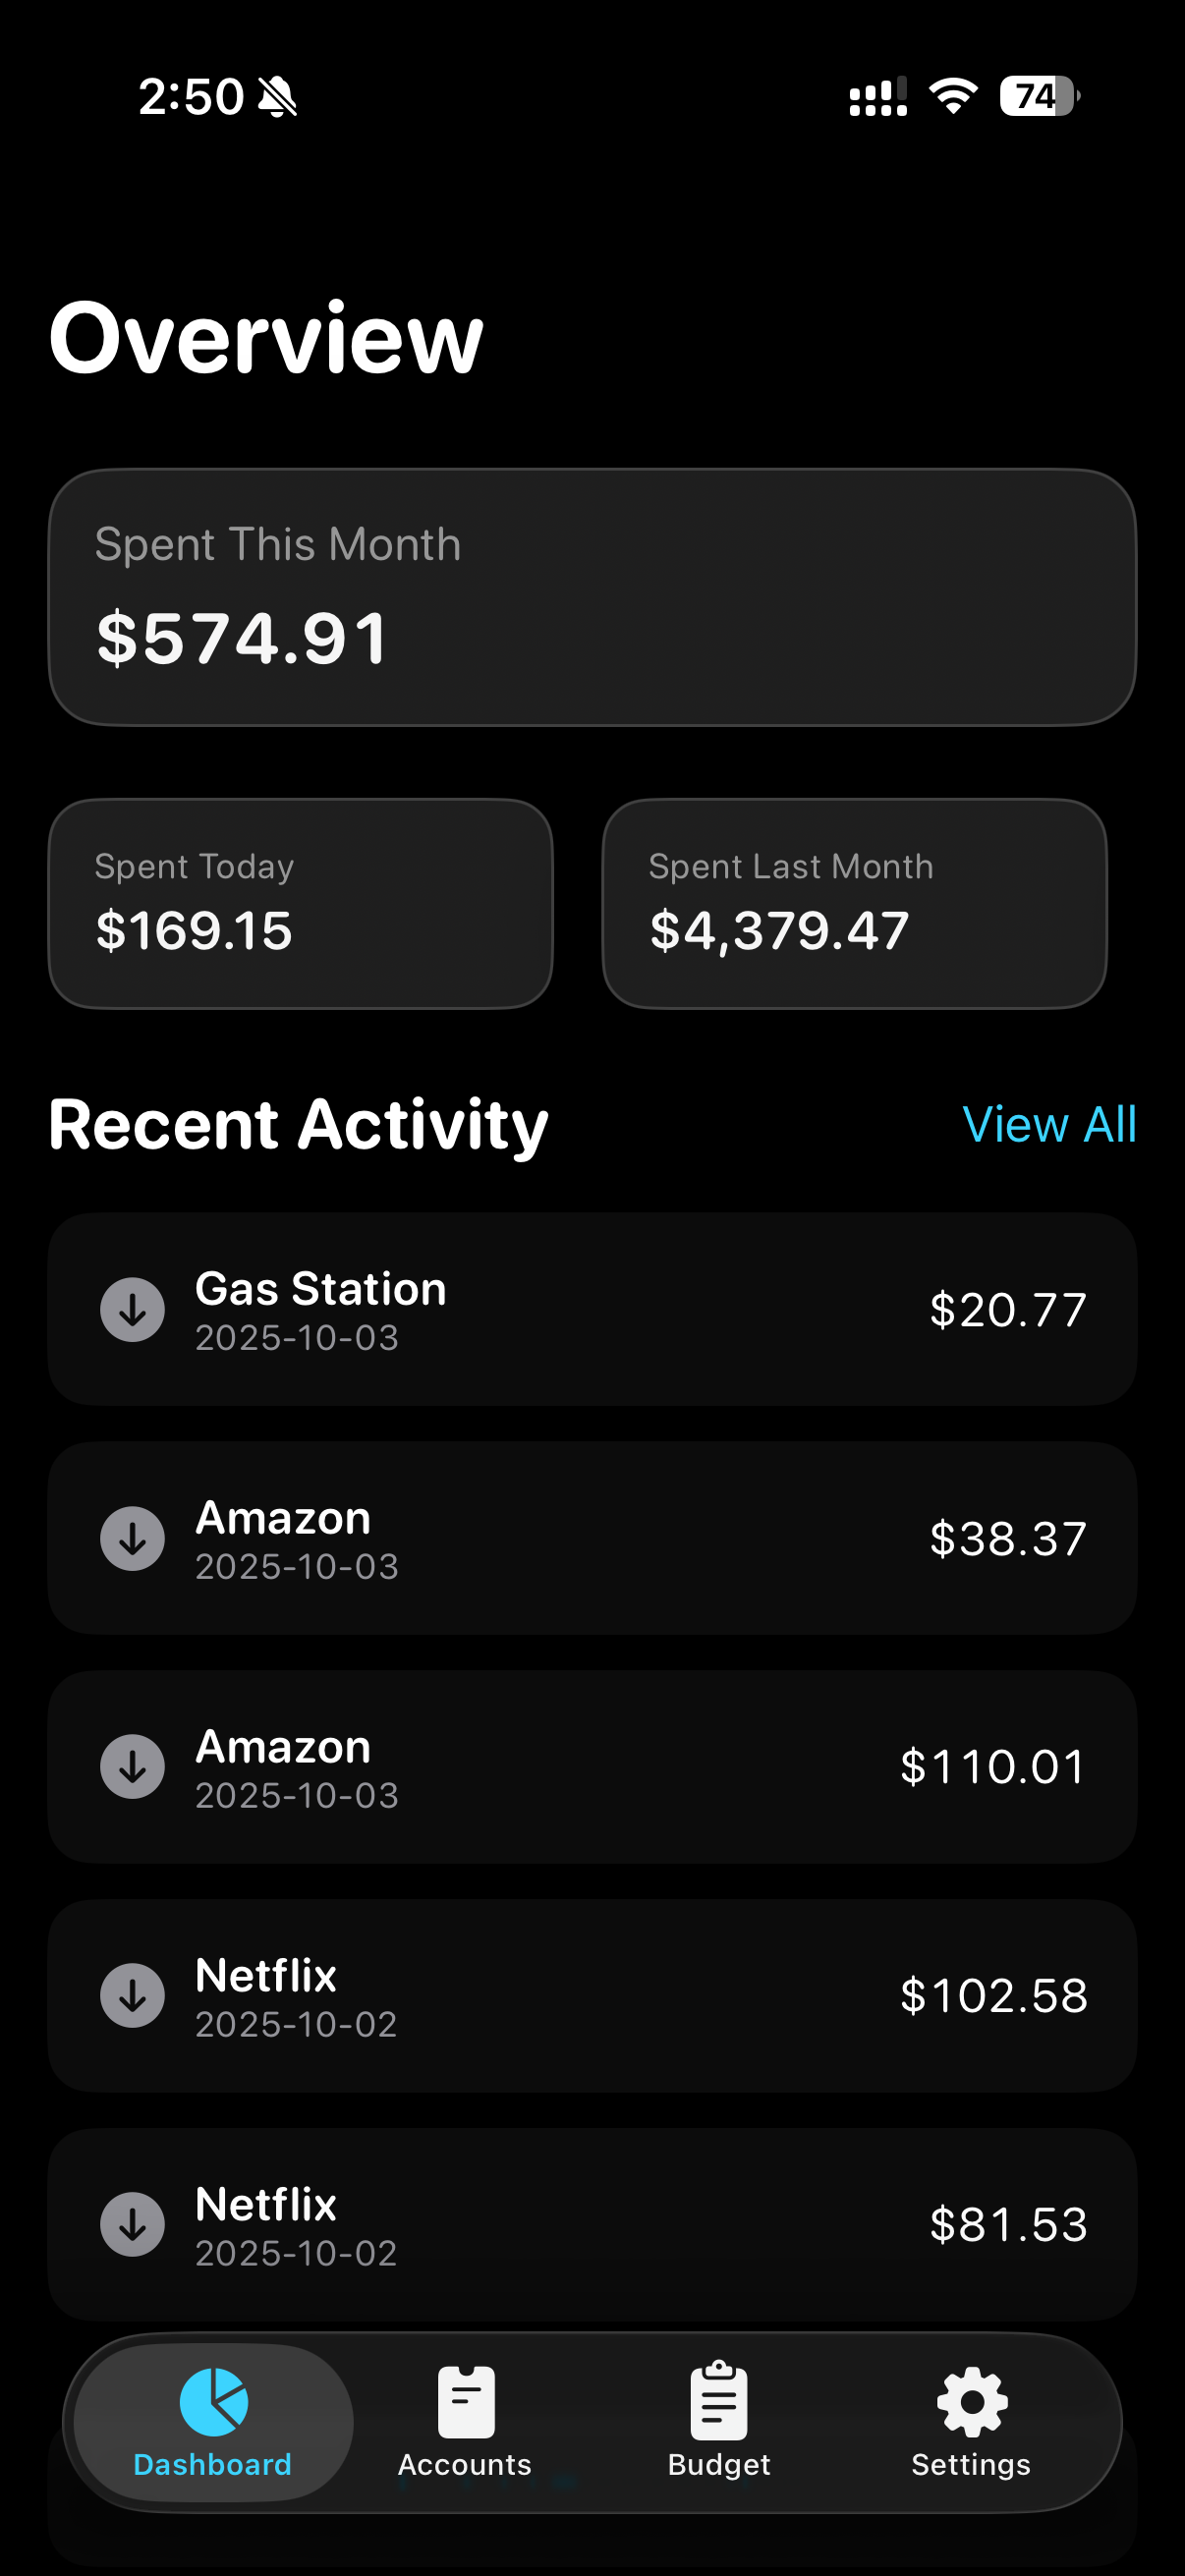 2:50
74
Overview
Spent This Month
$574.91
Spent Today
$169.15
Spent Last Month
$4,379.47
Recent Activity
View All
Gas Station
2025-10-03
$20.77
Amazon
2025-10-03
$38.37
Amazon
2025-10-03
$110.01
Netflix
2025-10-02
$102.58
Netflix
2025-10-02
$81.53
Dashboard
Accounts
Budget
Settings